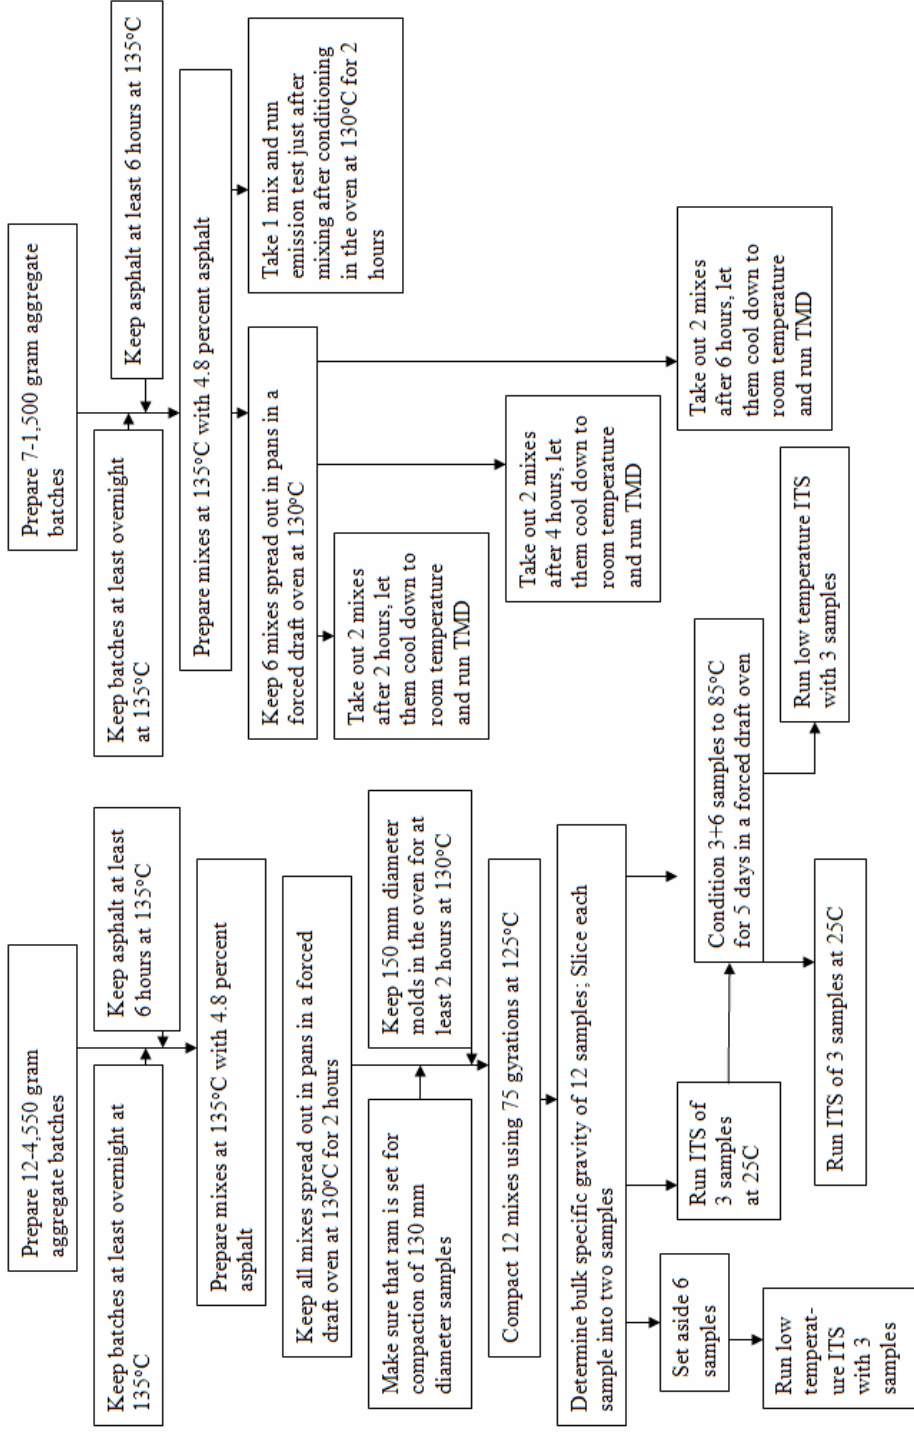 Prepare 12-4,550 gram
aggregate batches
Keep batches at least overnight at
135°C
Keep asphalt at least
6 hours at 135°C
Prepare mixes at 135°C with 4.8 percent
asphalt
Keep all mixes spread out in pans in a forced
draft oven at 130°C for 2 hours
Make sure that ram is set for
compaction of 130 mm
diameter samples
Keep 150 mm diameter
molds in the oven for at
least 2 hours at 130°C
Compact 12 mixes using 75 gyrations at 125°C
Determine bulk specific gravity of 12 samples; Slice each
sample into two samples
Set aside 6
samples
Run low
temperat-
ure ITS
with 3
samples
Run ITS of
3 samples
at 25C
Condition 3+6 samples to 85°C
for 5 days in a forced draft oven
Run ITS of 3 samples at 25C
Run low temperature ITS
with 3 samples
Prepare 7-1,500 gram aggregate
batches
Keep batches at least overnight
at 135°C
Keep asphalt at least 6 hours at 135°C
Prepare mixes at 135°C with 4.8 percent asphalt
Keep 6 mixes spread out in pans in a
forced draft oven at 130°C
Take 1 mix and run
emission test just after
mixing after conditioning
in the oven at 130°C for 2
hours
Take out 2 mixes
after 2 hours, let
them cool down to
room temperature
and run TMD
Take out 2 mixes
after 4 hours, let
them cool down to
room temperature
and run TMD
Take out 2 mixes
after 6 hours, let
them cool down to
room temperature
and run TMD